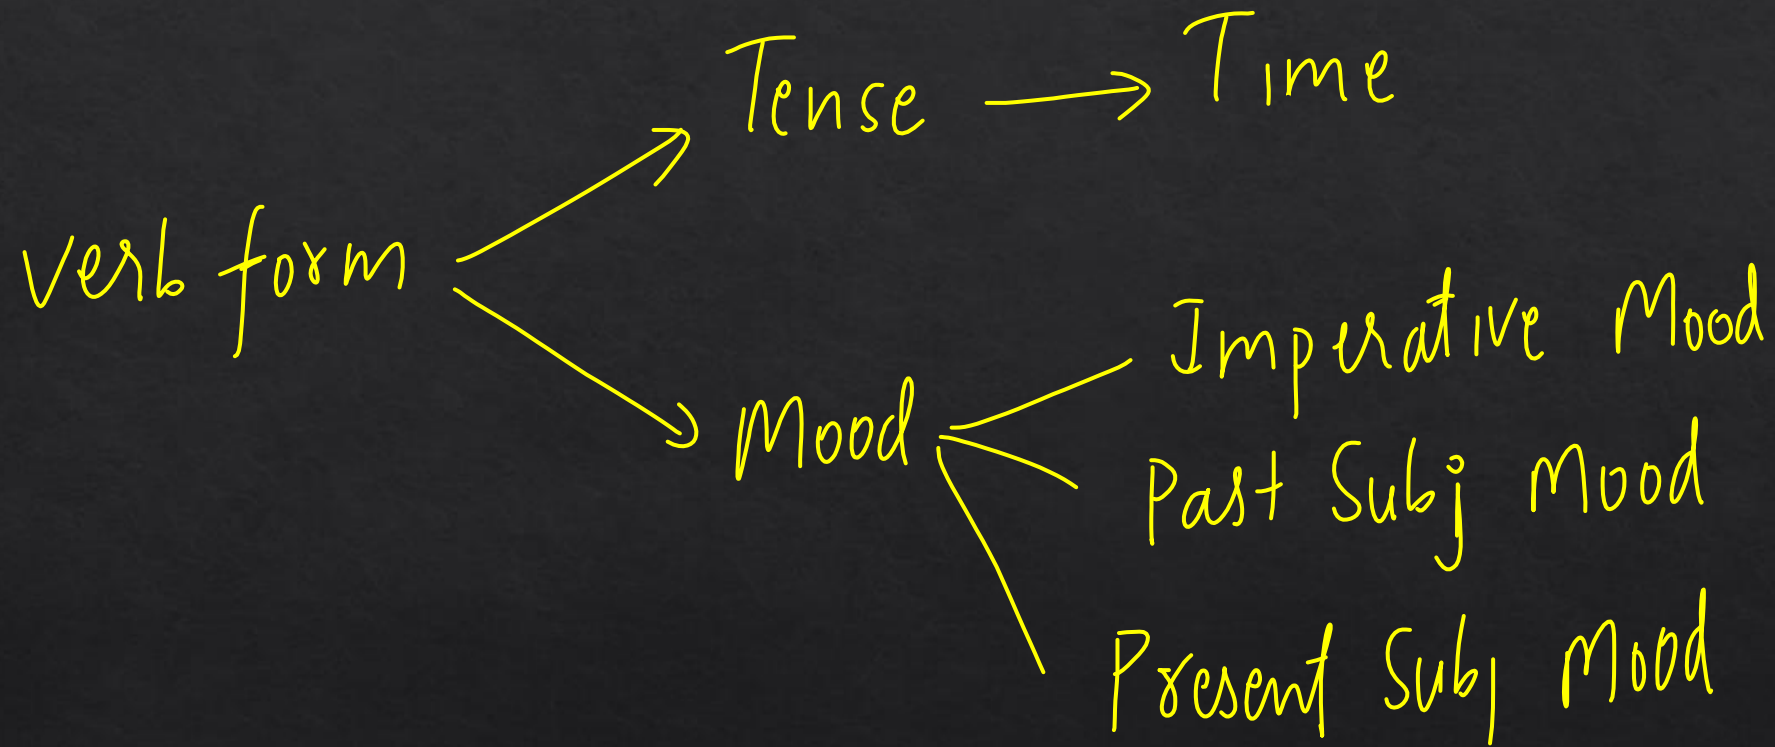 Tense
Time
Verb form
Imperative Mood
Mood
Past Subj Mood
Present Subj Mood